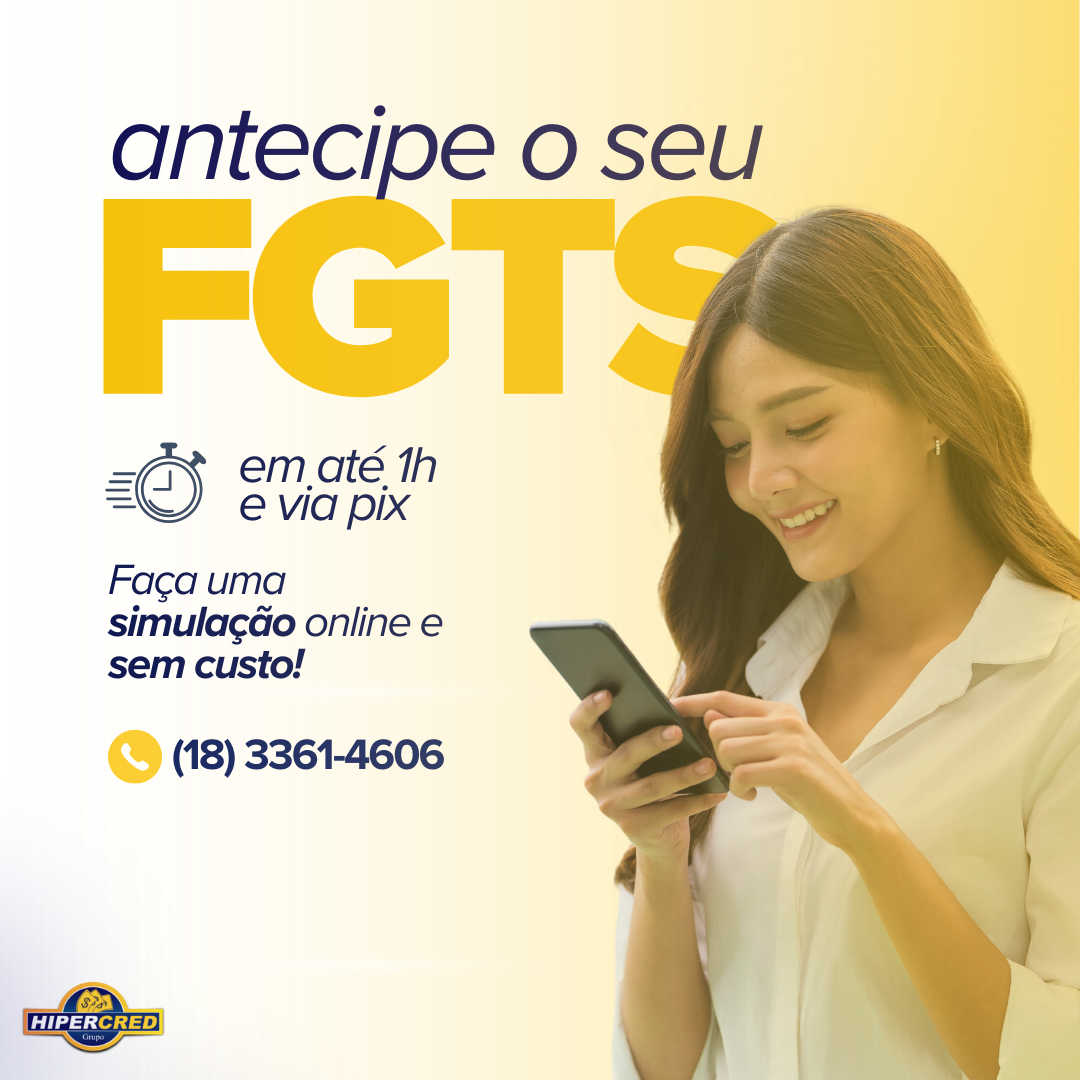 antecipe o seu
FGTS
em até 1h
e via pix
Faça uma
simulação online e
sem custo!
(18) 3361-4606
HIPERCRED
Grupo